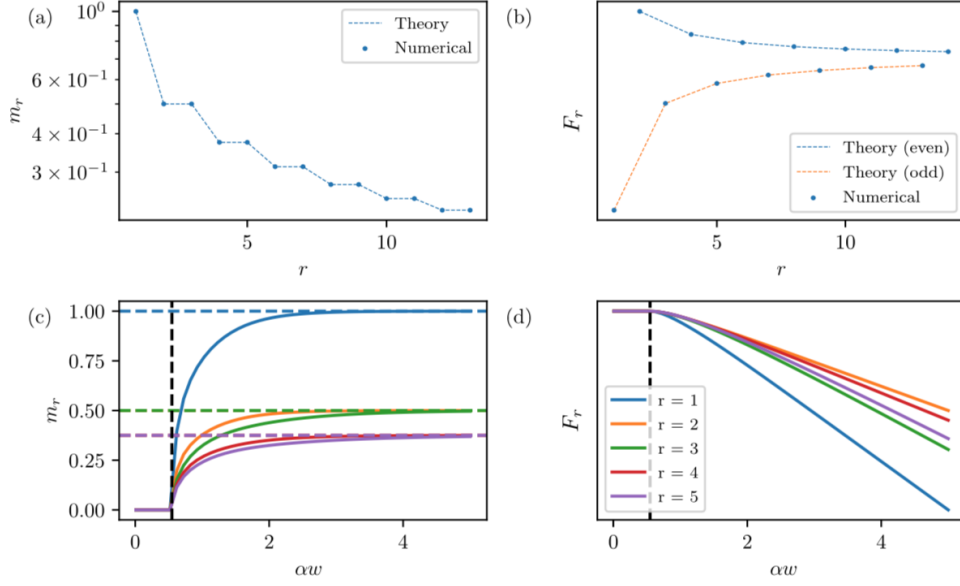 (a)
10⁰
6 × 10⁻¹
4 × 10⁻¹
3 × 10⁻¹
m_r
Theory
Numerical
5
10
r
(b)
F_r
Theory (even)
Theory (odd)
Numerical
5
10
r
(c)
1.00
0.75
0.50
0.25
0.00
m_r
0
2
4
αw
(d)
F_r
r = 1
r = 2
r = 3
r = 4
r = 5
0
2
4
αw